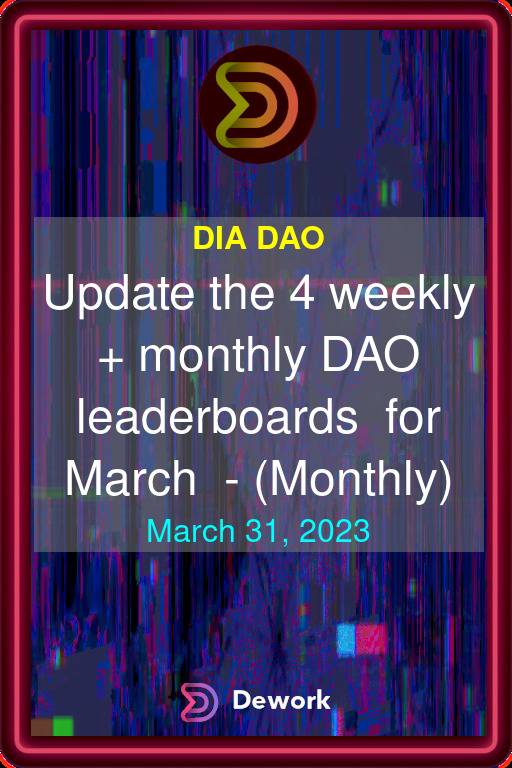 DIA DAO
Update the 4 weekly
+ monthly DAO
leaderboards  for
March  - (Monthly)
March 31, 2023
Dework